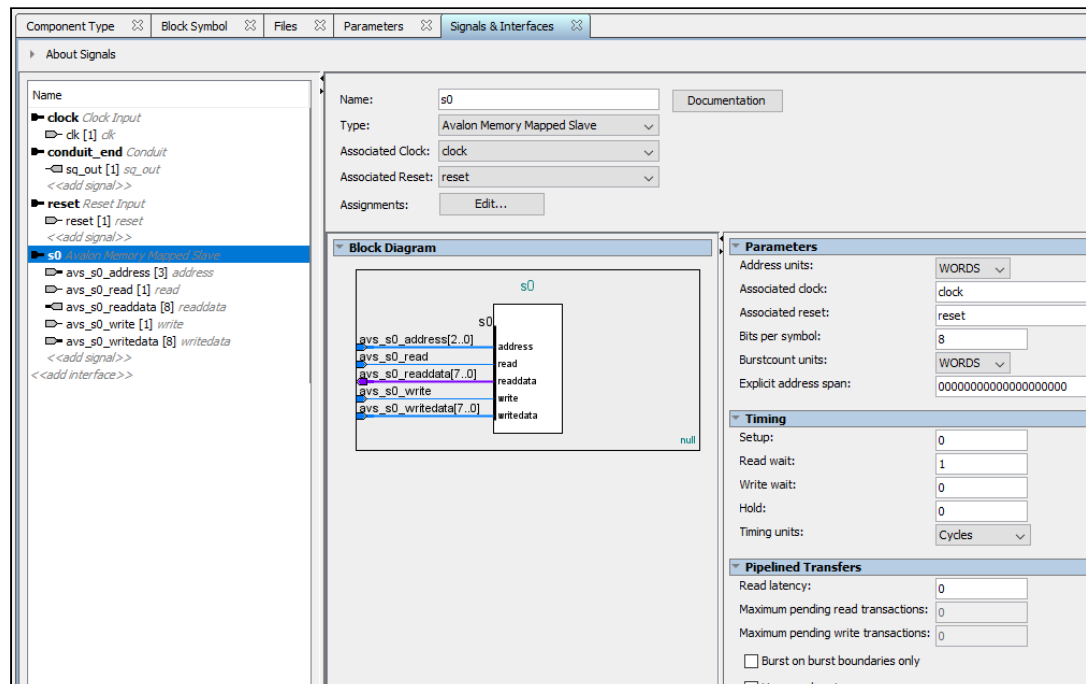 Component Type Block Symbol Files Parameters Signals & Interfaces
About Signals
Name
clock Clock Input
clk [1] clk
conduit_end Conduit
sq_out [1] sq_out
<<add signal>>
reset Reset Input
reset [1] reset
<<add signal>>
s0 Avalon Memory Mapped Slave
avs_s0_address [3] address
avs_s0_read [1] read
avs_s0_readdata [8] readdata
avs_s0_write [1] write
avs_s0_writedata [8] writedata
<<add signal>>
<<add interface>>
Name: s0 Documentation
Type: Avalon Memory Mapped Slave
Associated Clock: clock
Associated Reset: reset
Assignments: Edit...
Block Diagram
s0
s0
avs_s0_address[2..0] address
avs_s0_read read
avs_s0_readdata[7..0] readdata
avs_s0_write write
avs_s0_writedata[7..0] writedata
null
Parameters
Address units: WORDS
Associated clock: clock
Associated reset: reset
Bits per symbol: 8
Burstcount units: WORDS
Explicit address span: 00000000000000000000
Timing
Setup: 0
Read wait: 1
Write wait: 0
Hold: 0
Timing units: Cycles
Pipelined Transfers
Read latency: 0
Maximum pending read transactions: 0
Maximum pending write transactions: 0
Burst on burst boundaries only